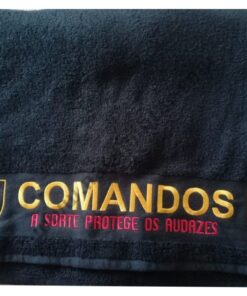 COMANDOS
A SORTE PROTEGE OS AUDAZES